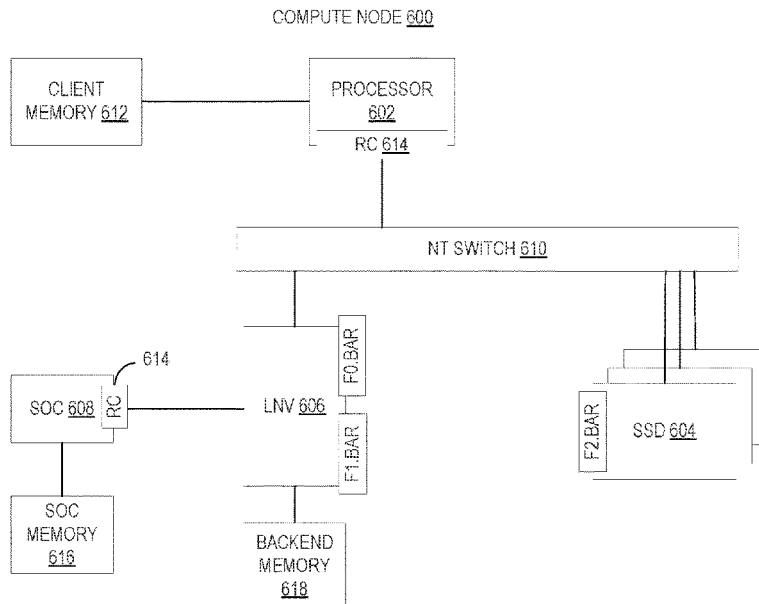 COMPUTE NODE 600
CLIENT
MEMORY 612
PROCESSOR
602
RC 614
NT SWITCH 610
614
SOC 608
RC
LNV 606
F0.BAR
F1.BAR
F2.BAR
SSD 604
SOC
MEMORY
616
BACKEND
MEMORY
618